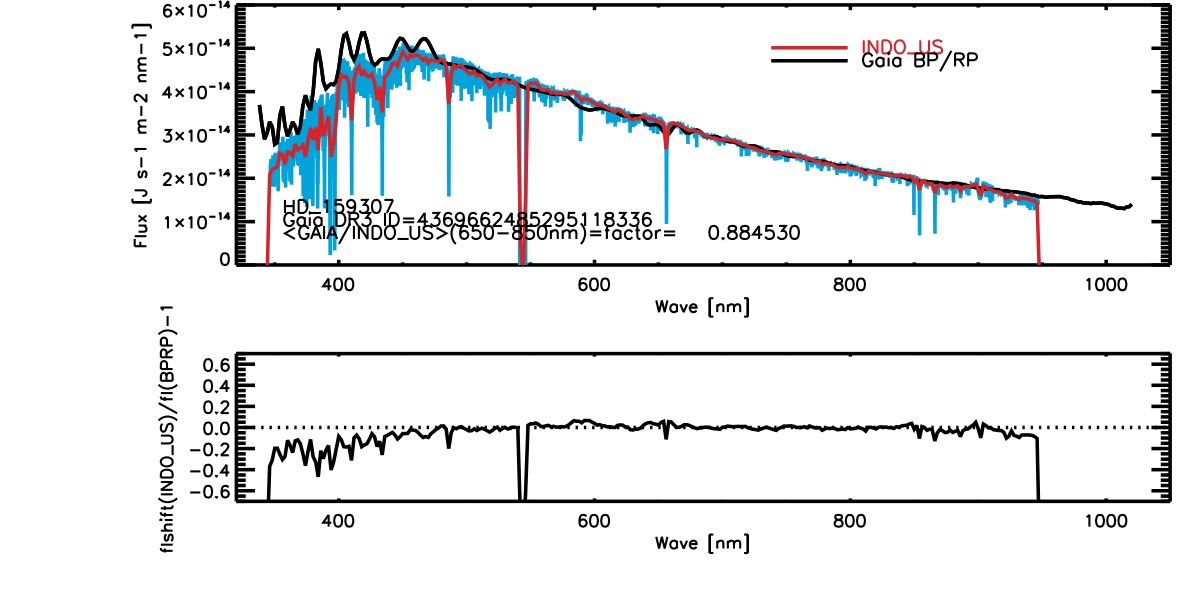 6×10−14
5×10−14
4×10−14
3×10−14
2×10−14
1×10−14
0
Flux [J s−1 m−2 nm−1]
INDO_US
Gaia BP/RP
HD 159307
Gaia DR3 ID=4369662485295118336
<GAIA/INDO_US>(650−850nm)=factor= 0.884530
400 600 800 1000
Wave [nm]
flshift(INDO_US)/fl(BPRP)−1
0.6
0.4
0.2
0.0
−0.2
−0.4
−0.6
400 600 800 1000
Wave [nm]